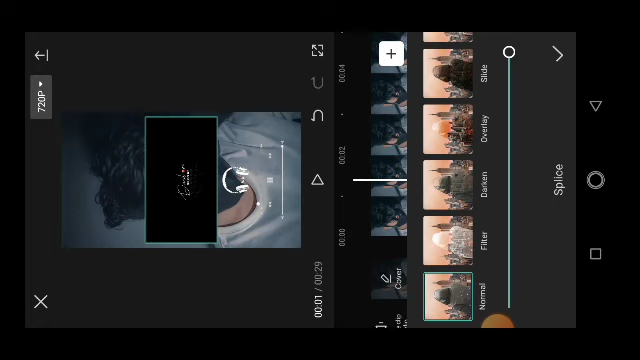 720P
00:01 / 00:29
00:00
00:02
00:04
Cover
Splice
Normal
Filter
Darken
Overlay
Slide